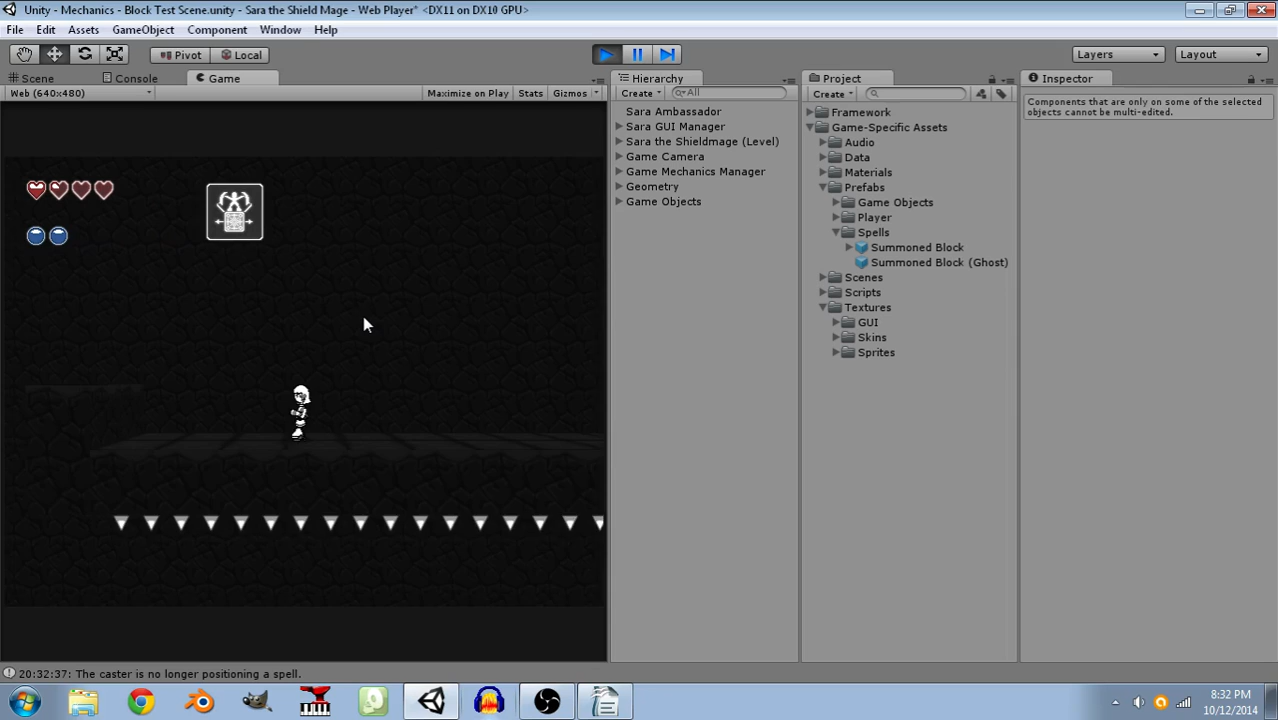 Unity - Mechanics - Block Test Scene.unity - Sara the Shield Mage - Web Player* <DX11 on DX10 GPU>
File Edit Assets GameObject Component Window Help
Pivot Local Layers Layout
Scene Console Game Hierarchy Project Inspector
Web (640x480) Maximize on Play Stats Gizmos Create All Create
Components that are only on some of the selected
objects cannot be multi-edited.
Sara Ambassador
Sara GUI Manager
Sara the Shieldmage (Level)
Game Camera
Game Mechanics Manager
Geometry
Game Objects
Framework
Game-Specific Assets
Audio
Data
Materials
Prefabs
Game Objects
Player
Spells
Summoned Block
Summoned Block (Ghost)
Scenes
Scripts
Textures
GUI
Skins
Sprites
20:32:37: The caster is no longer positioning a spell.
8:32 PM
10/12/2014